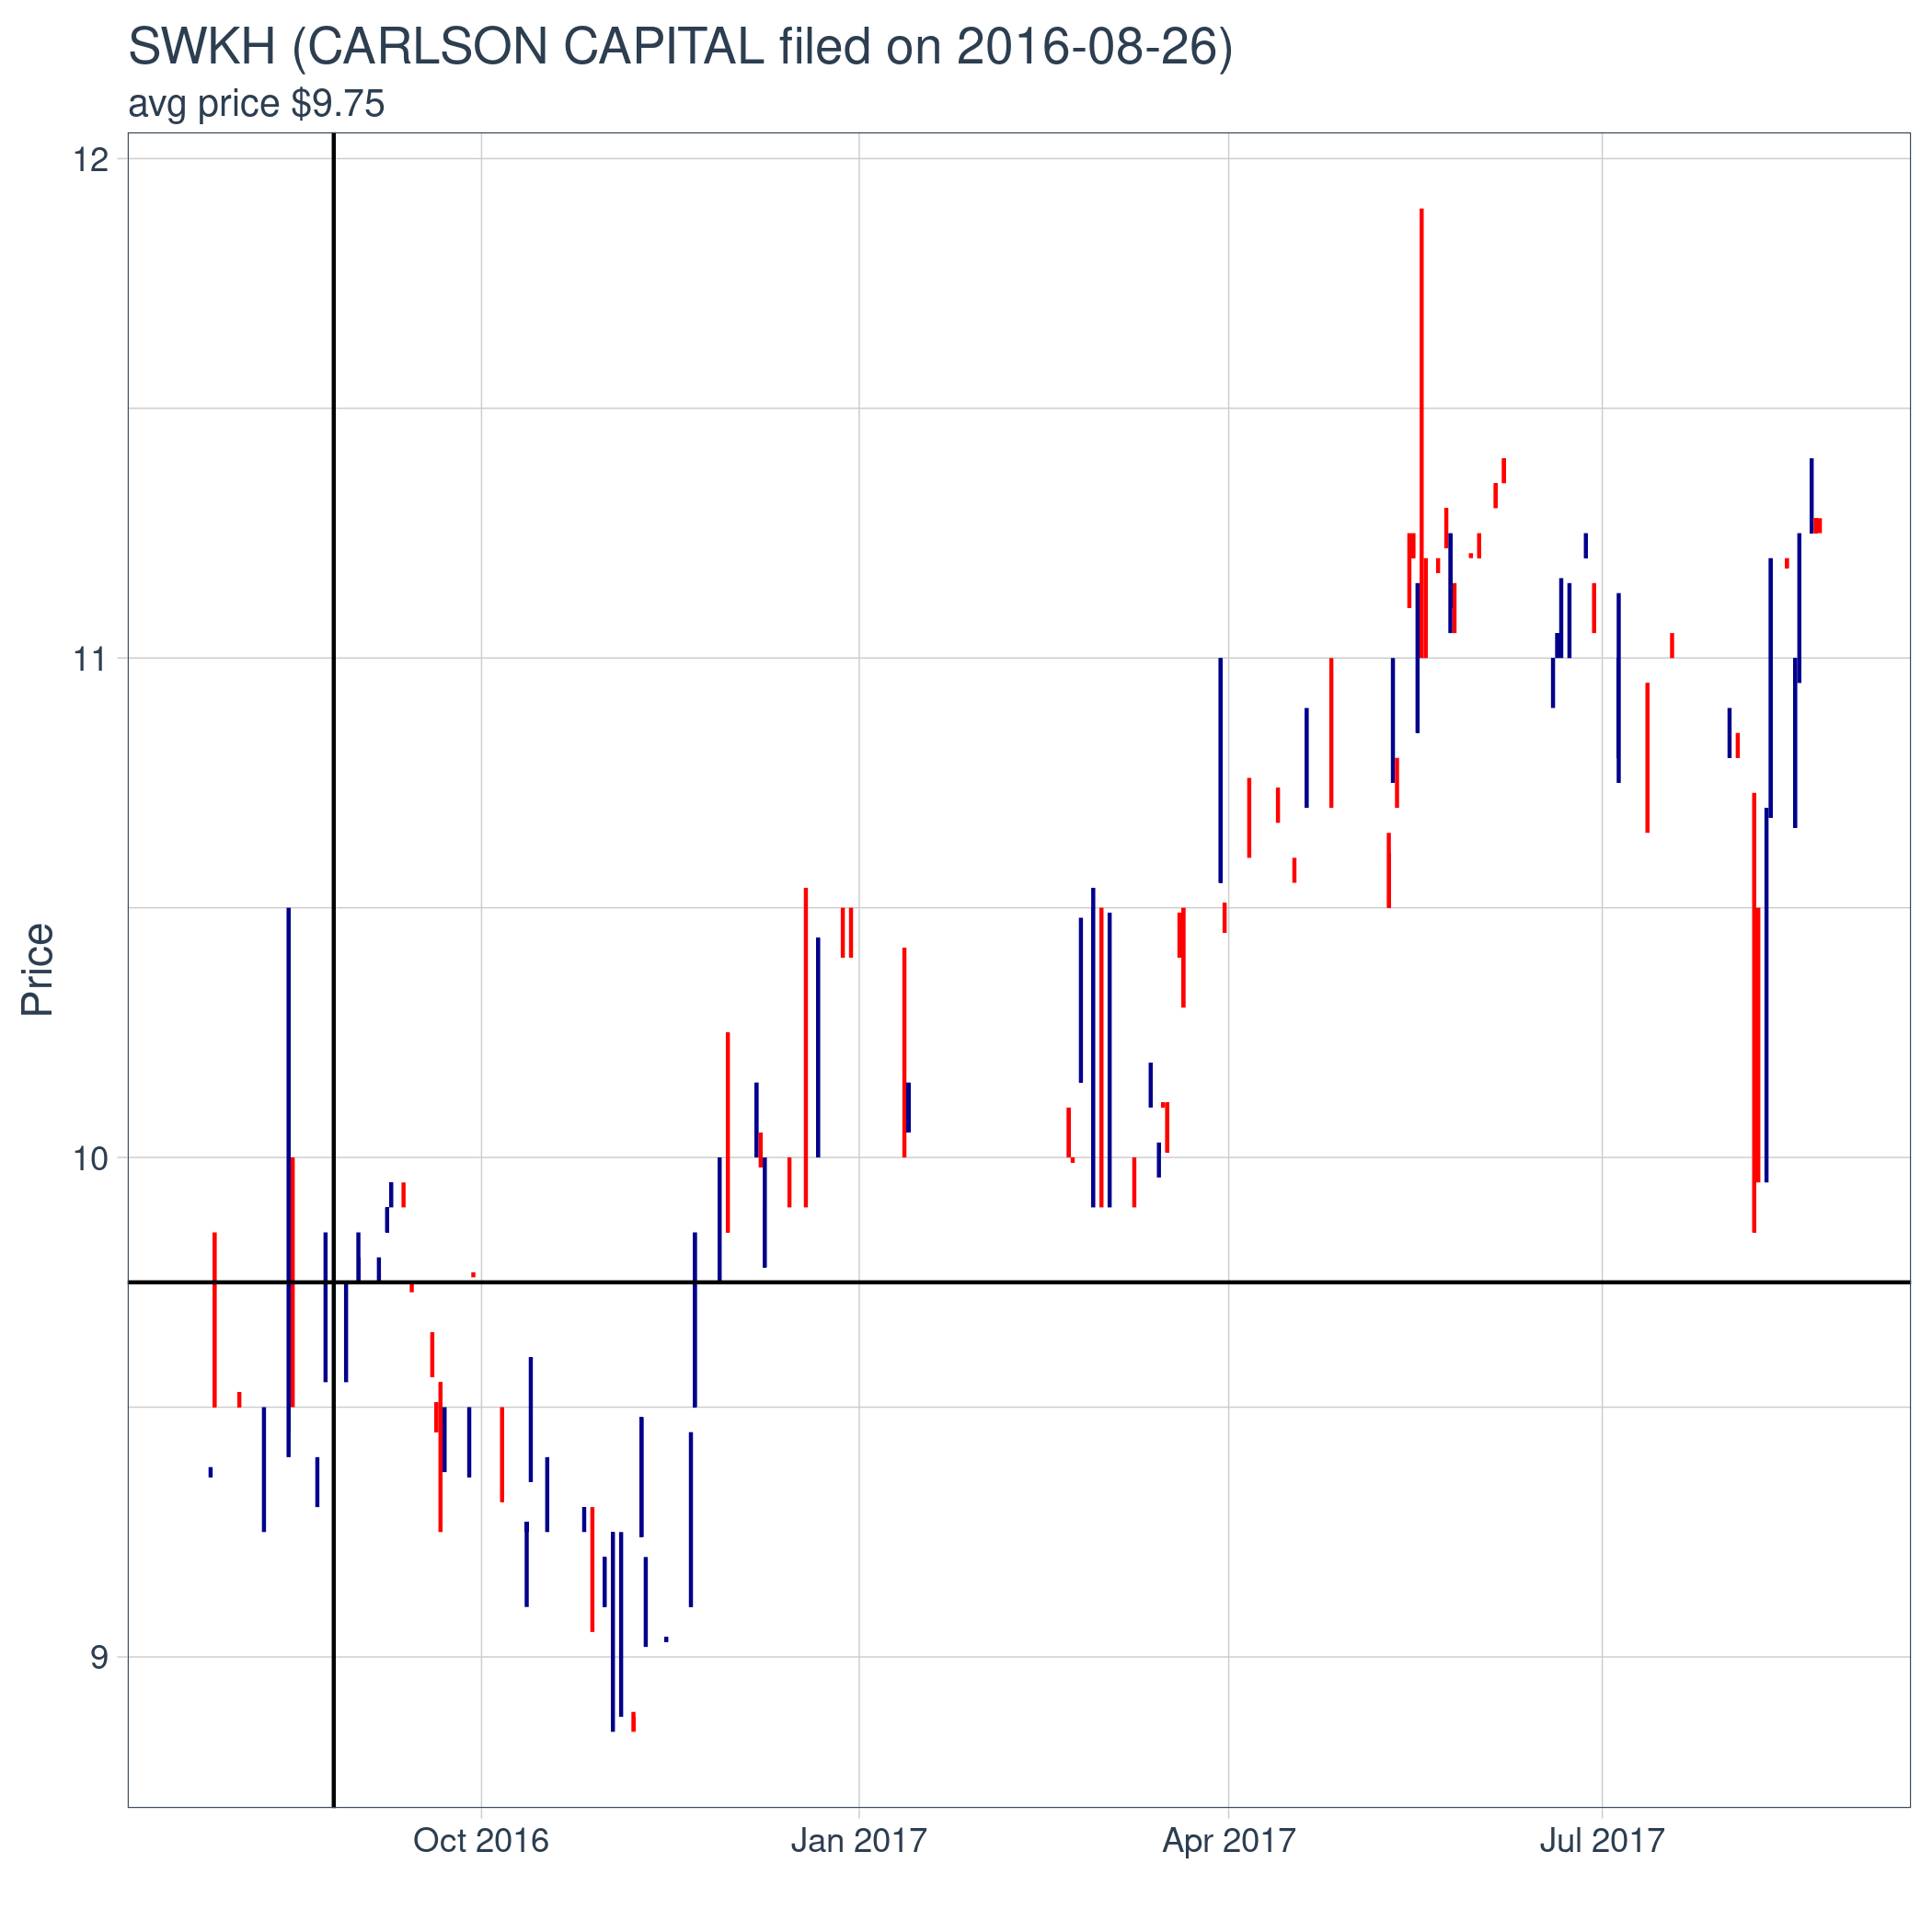 SWKH (CARLSON CAPITAL filed on 2016-08-26)
avg price $9.75
12
11
10
9
Price
Oct 2016
Jan 2017
Apr 2017
Jul 2017